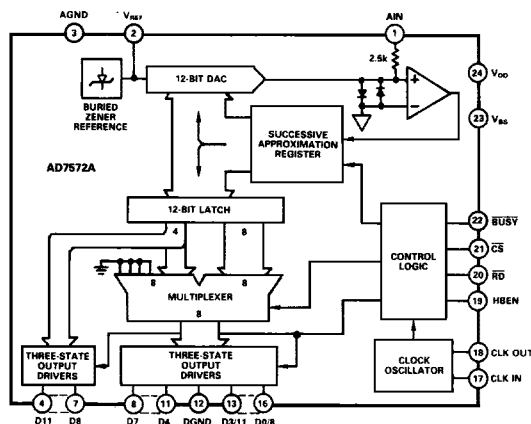 AGND
VREF
AIN
3
2
1
2.5k
12-BIT DAC
24
VDD
BURIED
ZENER
REFERENCE
+
−
23
VBS
SUCCESSIVE
APPROXIMATION
REGISTER
AD7572A
12-BIT LATCH
22
BUSY
4
8
CONTROL
LOGIC
21
CS
20
RD
8
8
MULTIPLEXER
8
19
HBEN
THREE-STATE
OUTPUT
DRIVERS
THREE-STATE
OUTPUT
DRIVERS
CLOCK
OSCILLATOR
18
CLK OUT
17
CLK IN
4
7
8
11
12
13
16
D11
D8
D7
D4
DGND
D3/11
D0/8